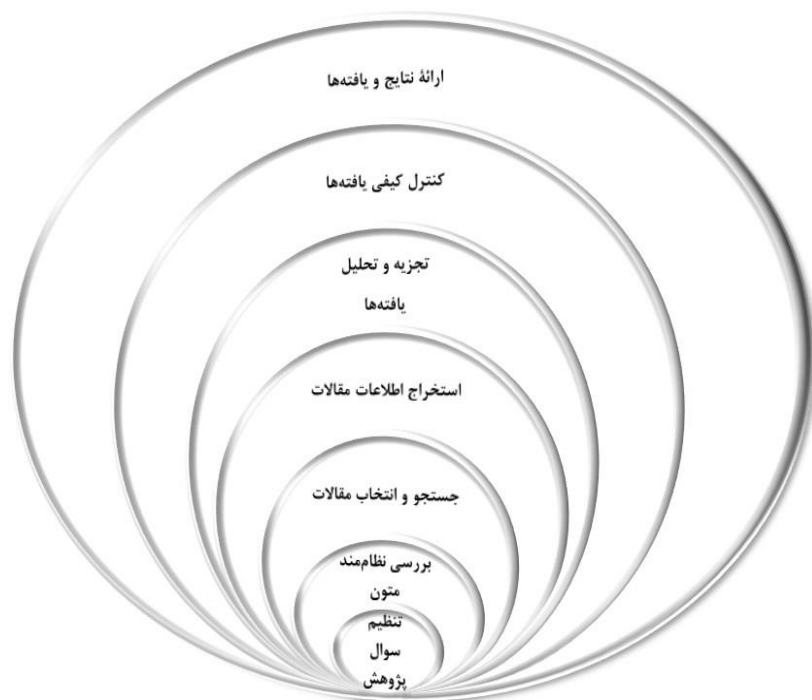 ارائهٔ نتایج و یافته‌ها
کنترل کیفی یافته‌ها
تجزیه و تحلیل
یافته‌ها
استخراج اطلاعات مقالات
جستجو و انتخاب مقالات
بررسی نظام‌مند
متون
تنظیم
سوال
پژوهش